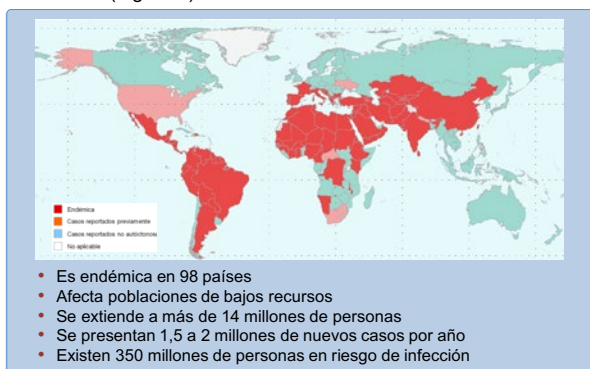 Endémica
Casos reportados previamente
Casos reportados no autóctonos
No aplicable
• Es endémica en 98 países
• Afecta poblaciones de bajos recursos
• Se extiende a más de 14 millones de personas
• Se presentan 1,5 a 2 millones de nuevos casos por año
• Existen 350 millones de personas en riesgo de infección